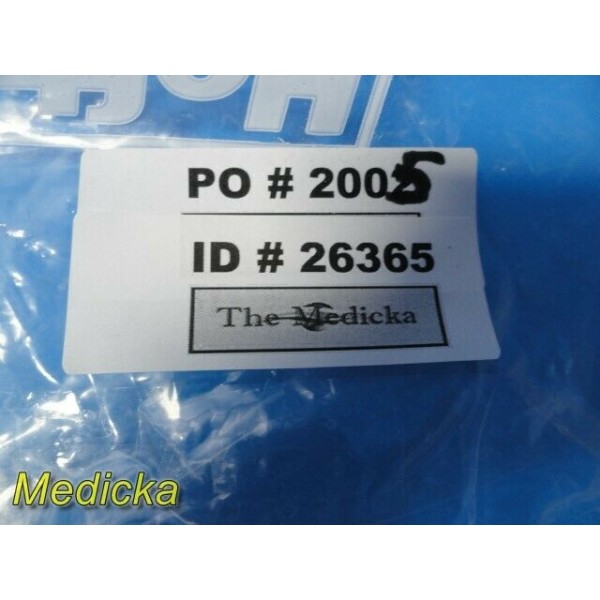 PO # 2005
ID # 26365
The Medicka
Medicka